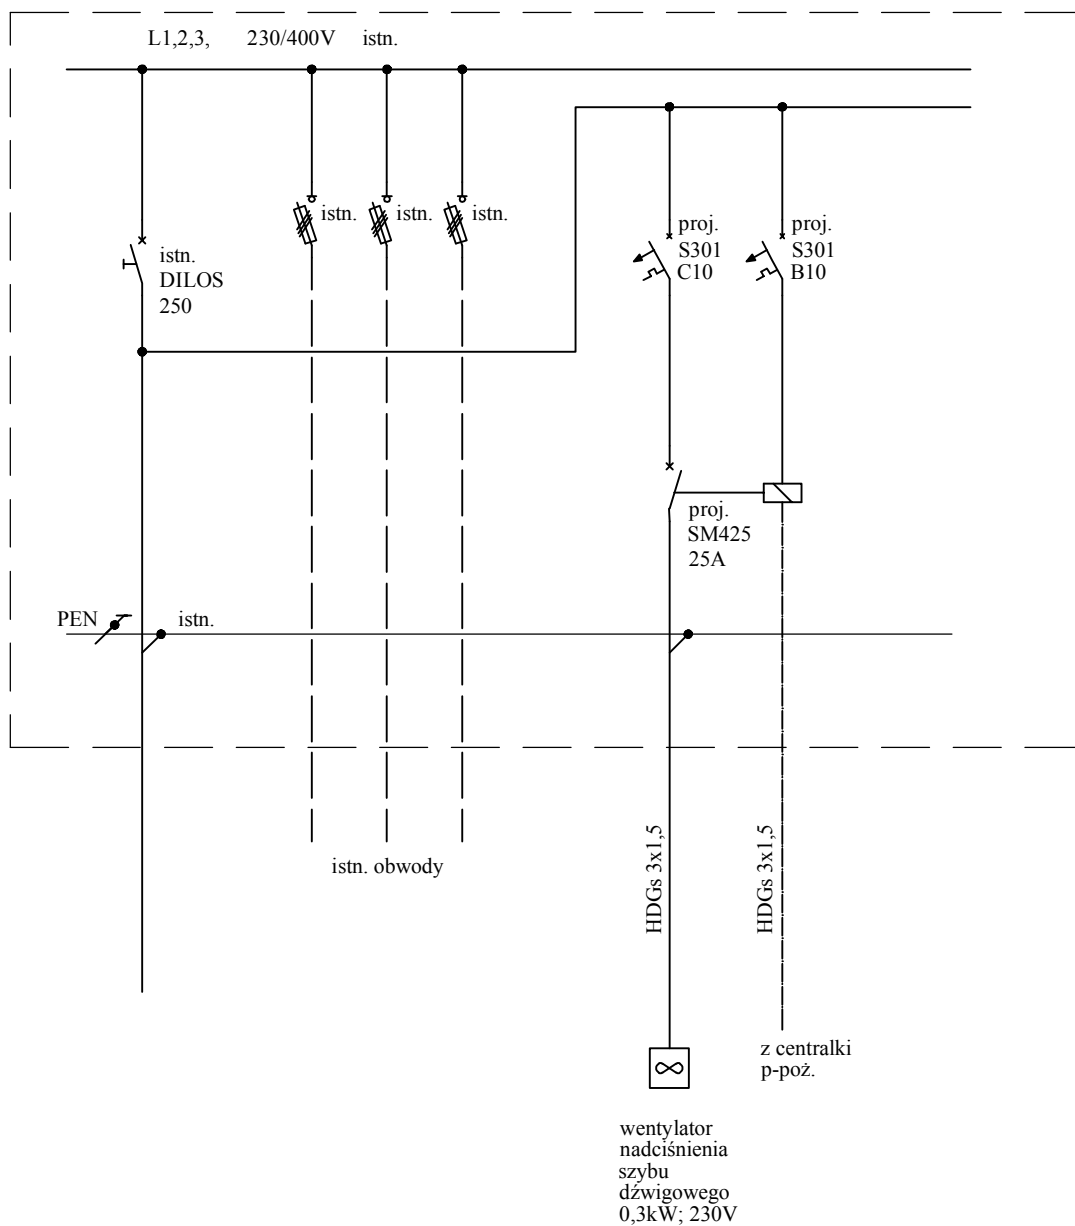 L1,2,3, 230/400V istn.
istn.
istn.
istn.
istn.
DILOS
250
proj.
S301
C10
proj.
S301
B10
proj.
SM425
25A
PEN
istn.
istn. obwody
HDGs 3x1,5
HDGs 3x1,5
z centralki
p-poż.
wentylator
nadciśnienia
szybu
dźwigowego
0,3kW; 230V